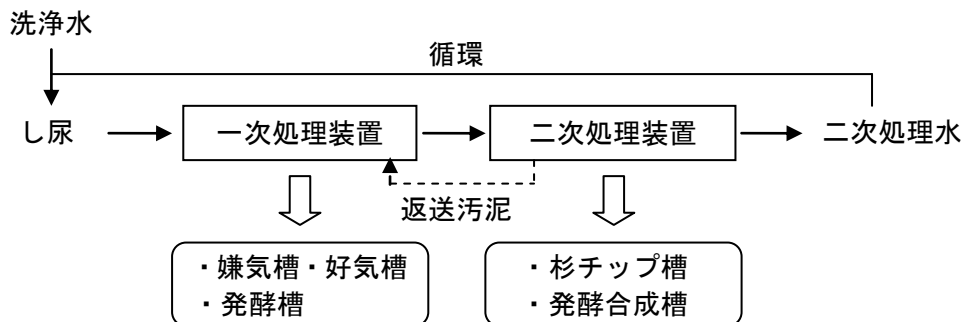 洗浄水
循環
し尿
一次処理装置
二次処理装置
二次処理水
返送汚泥
・嫌気槽・好気槽
・発酵槽
・杉チップ槽
・発酵合成槽